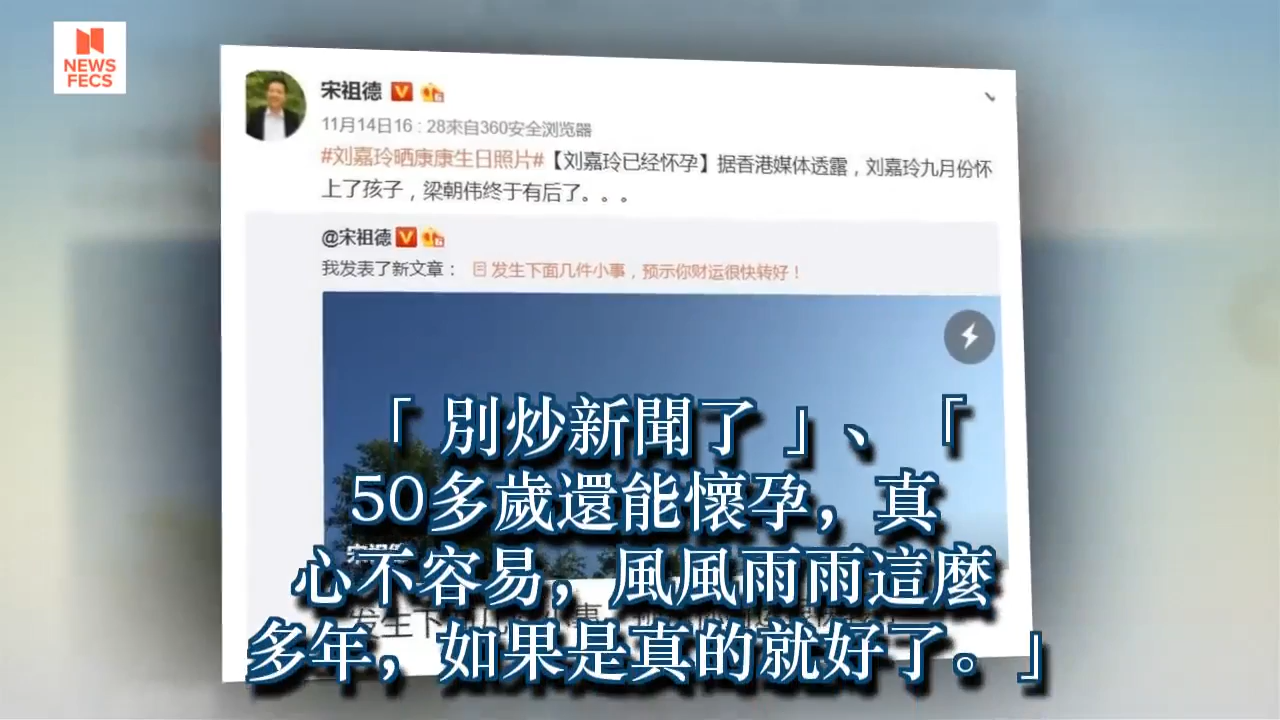 NEWS
FECS
宋祖德
11月14日16：28來自360安全浏览器
#刘嘉玲晒康康生日照片#【刘嘉玲已经怀孕】据香港媒体透露，刘嘉玲九月份怀
上了孩子，梁朝伟终于有后了。。。
@宋祖德
我发表了新文章： 发生下面几件小事，预示你财运很快转好！
「 別炒新聞了 」、「
50多歲還能懷孕，真
心不容易，風風雨雨這麼
多年，如果是真的就好了。」